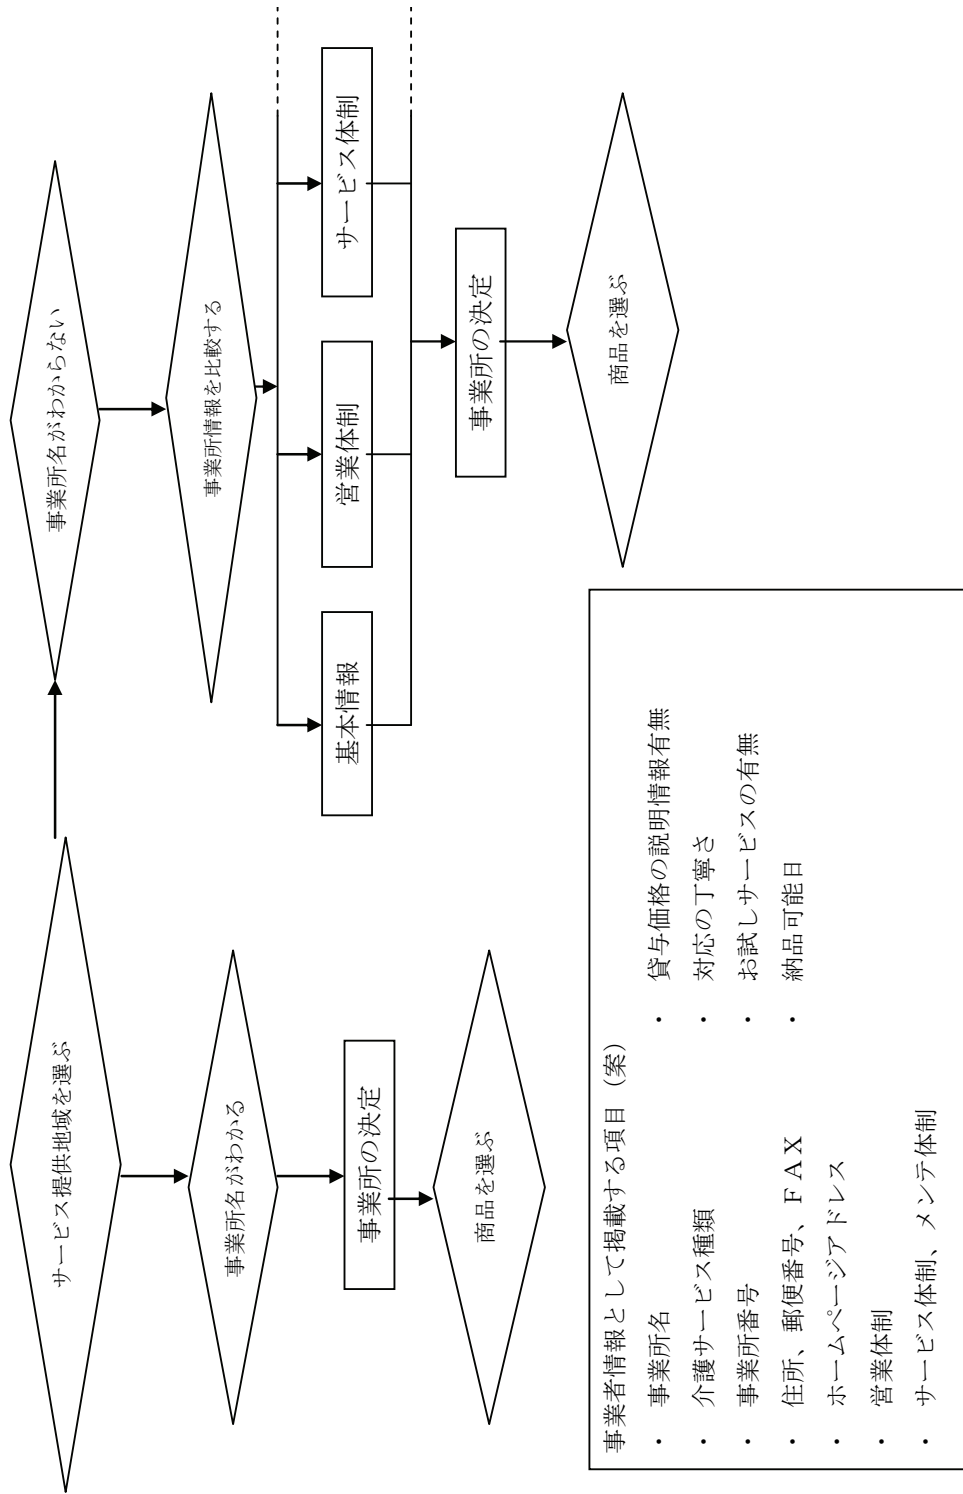 サービス提供地域を選ぶ
事業所名がわかる
事業所の決定
商品を選ぶ
事業所名がわからない
事業所情報を比較する
基本情報
営業体制
サービス体制
事業所の決定
商品を選ぶ
事業者情報として掲載する項目（案）
・ 事業所名
・ 介護サービス種類
・ 事業所番号
・ 住所、郵便番号、ＦＡＸ
・ ホームページアドレス
・ 営業体制
・ サービス体制、メンテ体制
・ 貸与価格の説明情報有無
・ 対応の丁寧さ
・ お試しサービスの有無
・ 納品可能日